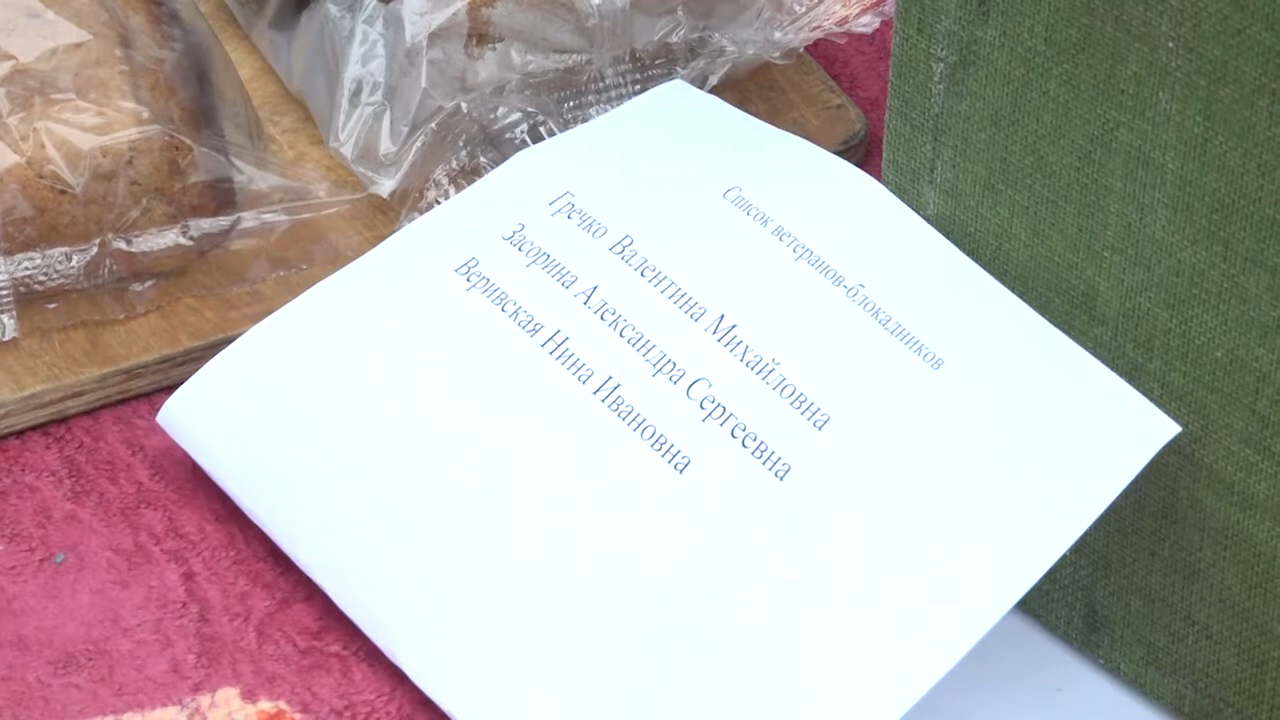 Список ветеранов-блокадников
Гречко Валентина Михайловна
Засорина Александра Сергеевна
Веривская Нина Ивановна